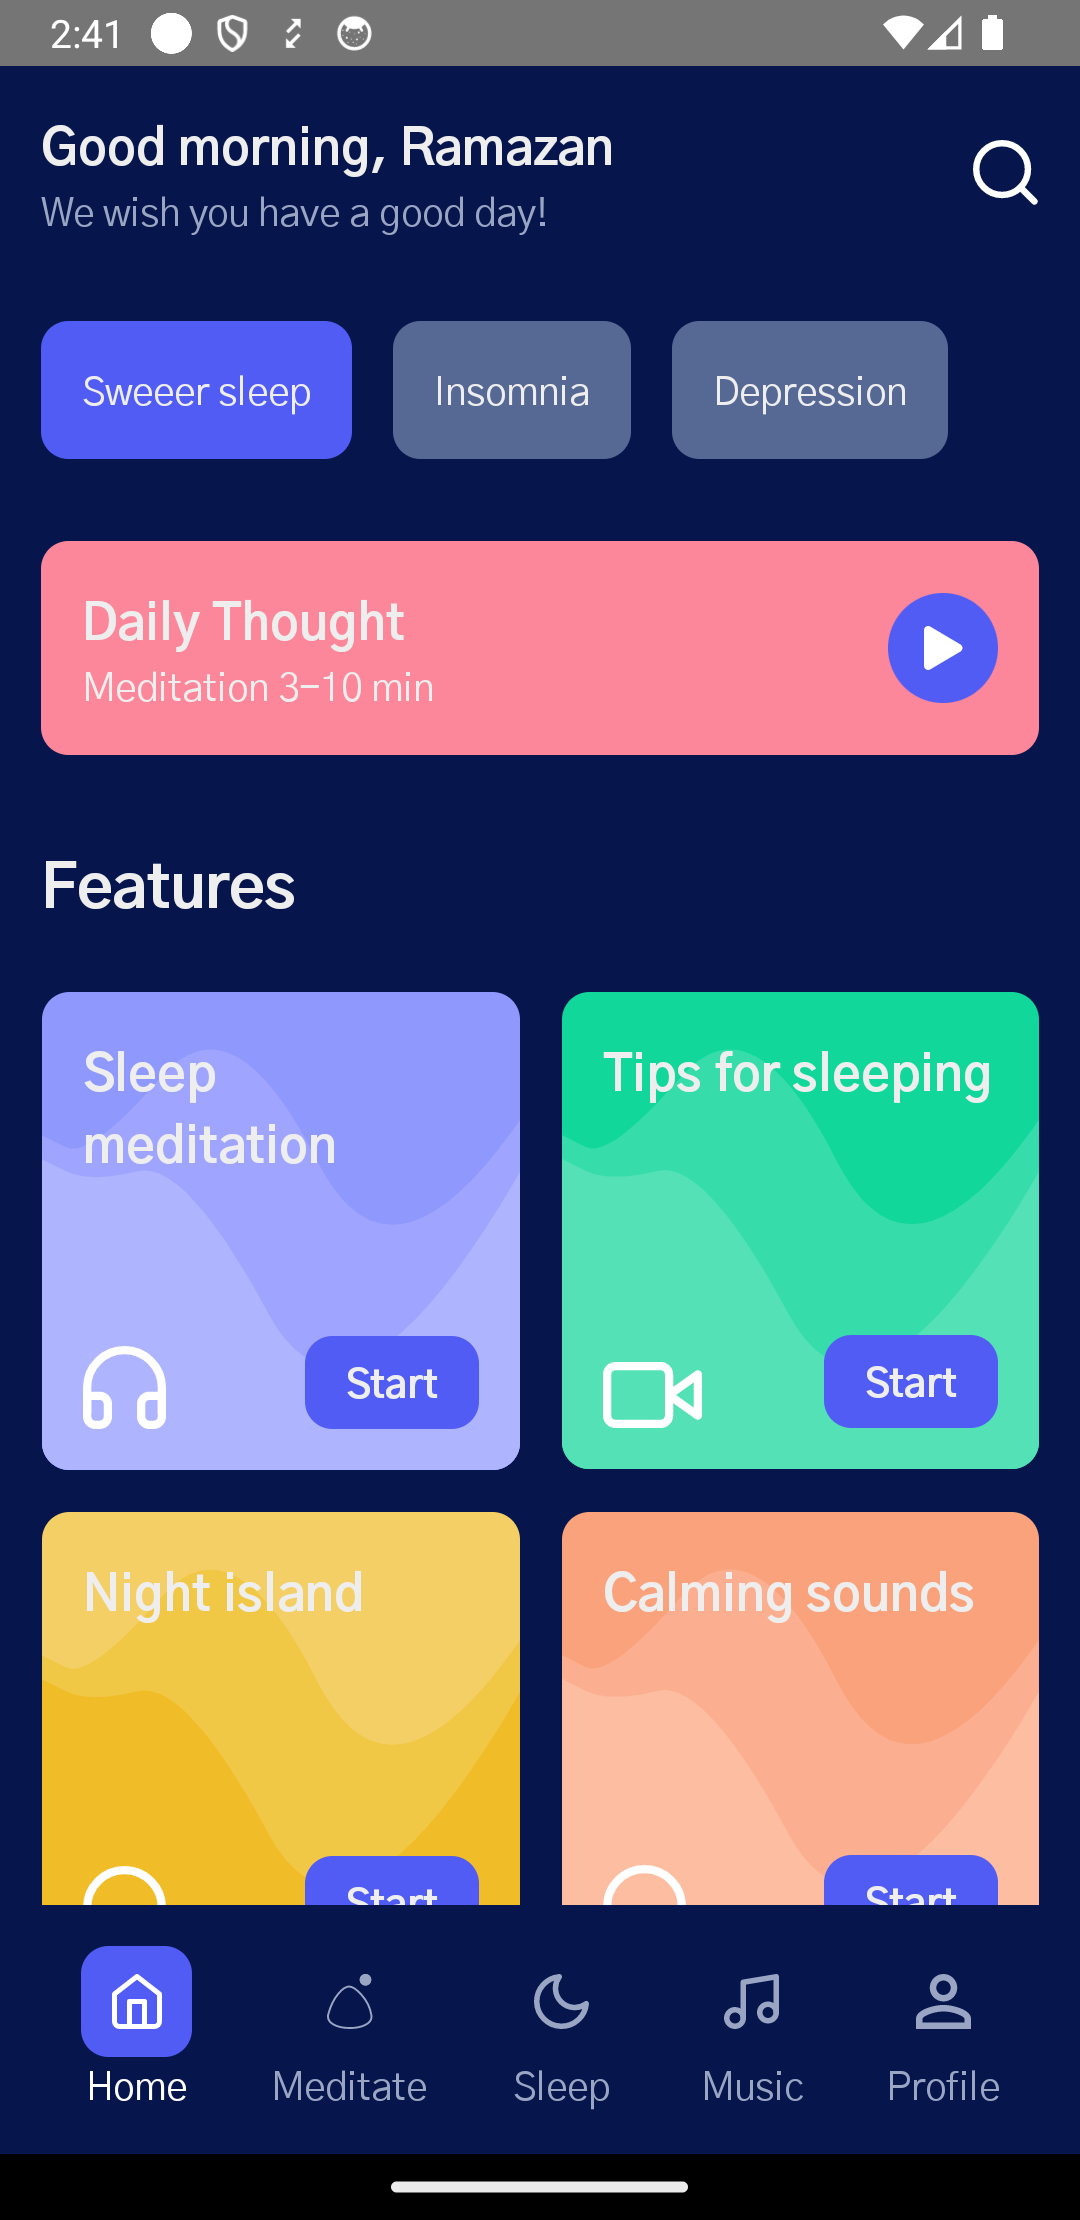 2:41
Good morning, Ramazan
We wish you have a good day!
Sweeer sleep
Insomnia
Depression
Daily Thought
Meditation 3–10 min
Features
Sleep
meditation
Start
Tips for sleeping
Start
Night island
Start
Calming sounds
Start
Home
Meditate
Sleep
Music
Profile